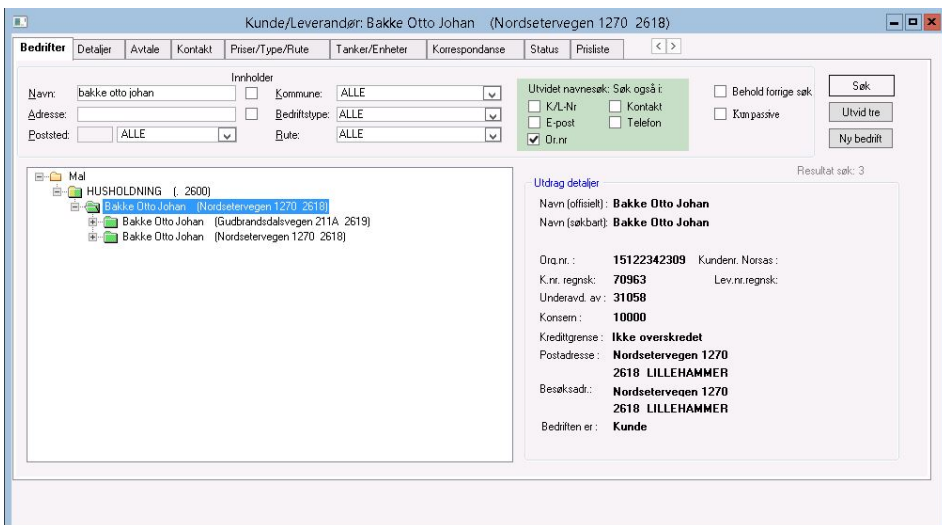 Kunde/Leverandør: Bakke Otto Johan (Nordsetervegen 1270 2618)
Bedrifter Detaljer Avtale Kontakt Priser/Type/Rute Tanker/Enheter Korrespondanse Status Prisliste
Innholder
Navn: bakke otto johan Kommune: ALLE
Adresse: Bedriftstype: ALLE
Poststed: ALLE Rute: ALLE
Utvidet navnesøk: Søk også i:
K/L-Nr Kontakt
E-post Telefon
Or.nr
Behold forrige søk
Kun passive
Søk
Utvid tre
Ny bedrift
Resultat søk: 3
Mal
HUSHOLDNING (. 2600)
Bakke Otto Johan (Nordsetervegen 1270 2618)
Bakke Otto Johan (Gudbrandsdalsvegen 211A 2619)
Bakke Otto Johan (Nordsetervegen 1270 2618)
Utdrag detaljer
Navn (offisielt) : Bakke Otto Johan
Navn (søkbart): Bakke Otto Johan
Org.nr. : 15122342309 Kundenr. Norsas :
K.nr. regnsk: 70963 Lev.nr.regnsk:
Underavd. av : 31058
Konsern : 10000
Kredittgrense : Ikke overskredet
Postadresse : Nordsetervegen 1270
2618 LILLEHAMMER
Besøksadr.: Nordsetervegen 1270
2618 LILLEHAMMER
Bedriften er : Kunde